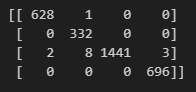 [[ 628    1    0    0]
 [   0  332    0    0]
 [   2    8 1441    3]
 [   0    0    0  696]]